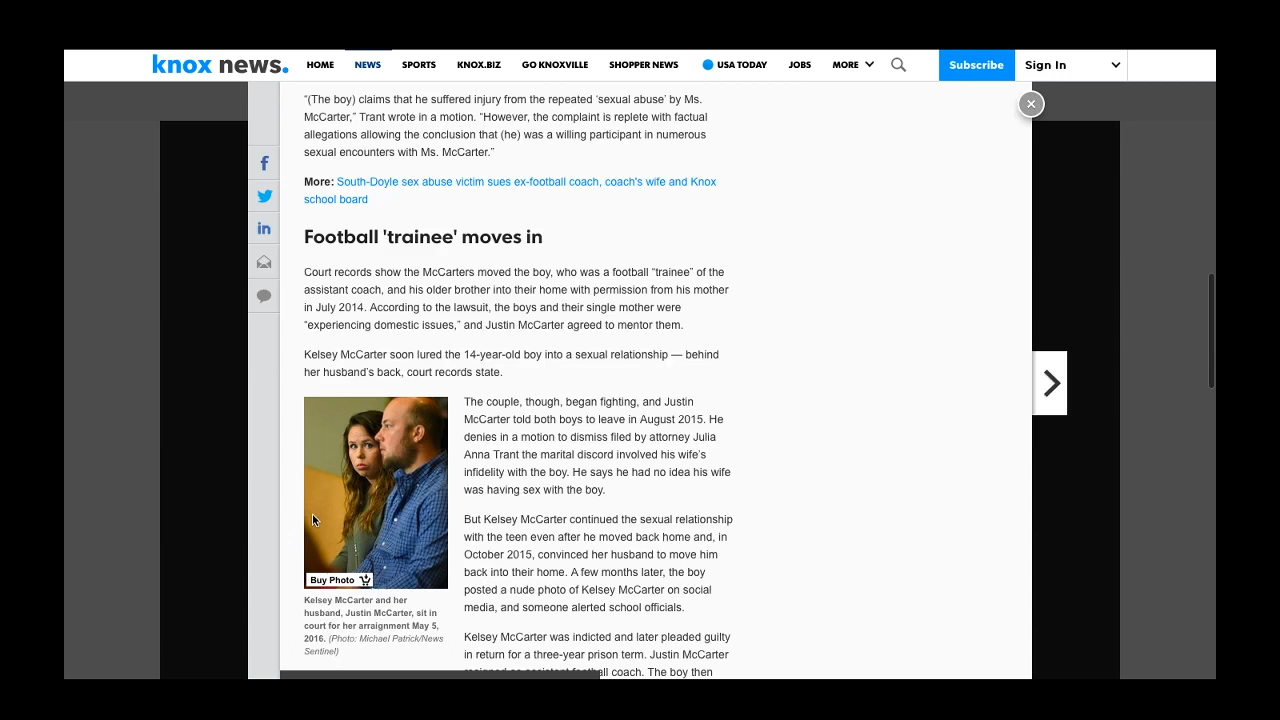 knox news.
HOME NEWS SPORTS KNOX.BIZ GO KNOXVILLE SHOPPER NEWS USA TODAY JOBS MORE Subscribe Sign In
“(The boy) claims that he suffered injury from the repeated ‘sexual abuse’ by Ms.
McCarter,” Trant wrote in a motion. “However, the complaint is replete with factual
allegations allowing the conclusion that (he) was a willing participant in numerous
sexual encounters with Ms. McCarter.”
More: South-Doyle sex abuse victim sues ex-football coach, coach's wife and Knox
school board
Football 'trainee' moves in
Court records show the McCarters moved the boy, who was a football “trainee” of the
assistant coach, and his older brother into their home with permission from his mother
in July 2014. According to the lawsuit, the boys and their single mother were
“experiencing domestic issues,” and Justin McCarter agreed to mentor them.
Kelsey McCarter soon lured the 14-year-old boy into a sexual relationship — behind
her husband’s back, court records state.
Buy Photo
Kelsey McCarter and her
husband, Justin McCarter, sit in
court for her arraignment May 5,
2016. (Photo: Michael Patrick/News
Sentinel)
The couple, though, began fighting, and Justin
McCarter told both boys to leave in August 2015. He
denies in a motion to dismiss filed by attorney Julia
Anna Trant the marital discord involved his wife’s
infidelity with the boy. He says he had no idea his wife
was having sex with the boy.
But Kelsey McCarter continued the sexual relationship
with the teen even after he moved back home and, in
October 2015, convinced her husband to move him
back into their home. A few months later, the boy
posted a nude photo of Kelsey McCarter on social
media, and someone alerted school officials.
Kelsey McCarter was indicted and later pleaded guilty
in return for a three-year prison term. Justin McCarter
resigned as assistant football coach. The boy then